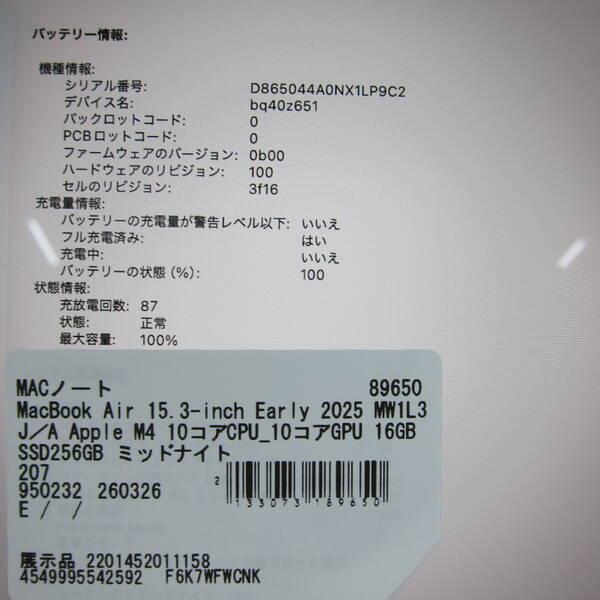 バッテリー情報:
機種情報:
シリアル番号: D865044A0NX1LP9C2
デバイス名: bq40z651
パックロットコード: 0
PCBロットコード: 0
ファームウェアのバージョン: 0b00
ハードウェアのリビジョン: 100
セルのリビジョン: 3f16
充電量情報:
バッテリーの充電量が警告レベル以下: いいえ
フル充電済み: はい
充電中: いいえ
バッテリーの状態（%）: 100
状態情報:
充放電回数: 87
状態: 正常
最大容量: 100%
MACノート 89650
MacBook Air 15.3-inch Early 2025 MW1L3
J／A Apple M4 10コアCPU_10コアGPU 16GB
SSD256GB ミッドナイト
207
950232 260326
E / /
2 133073 189650
展示品 2201452011158
4549995542592 F6K7WFWCNK